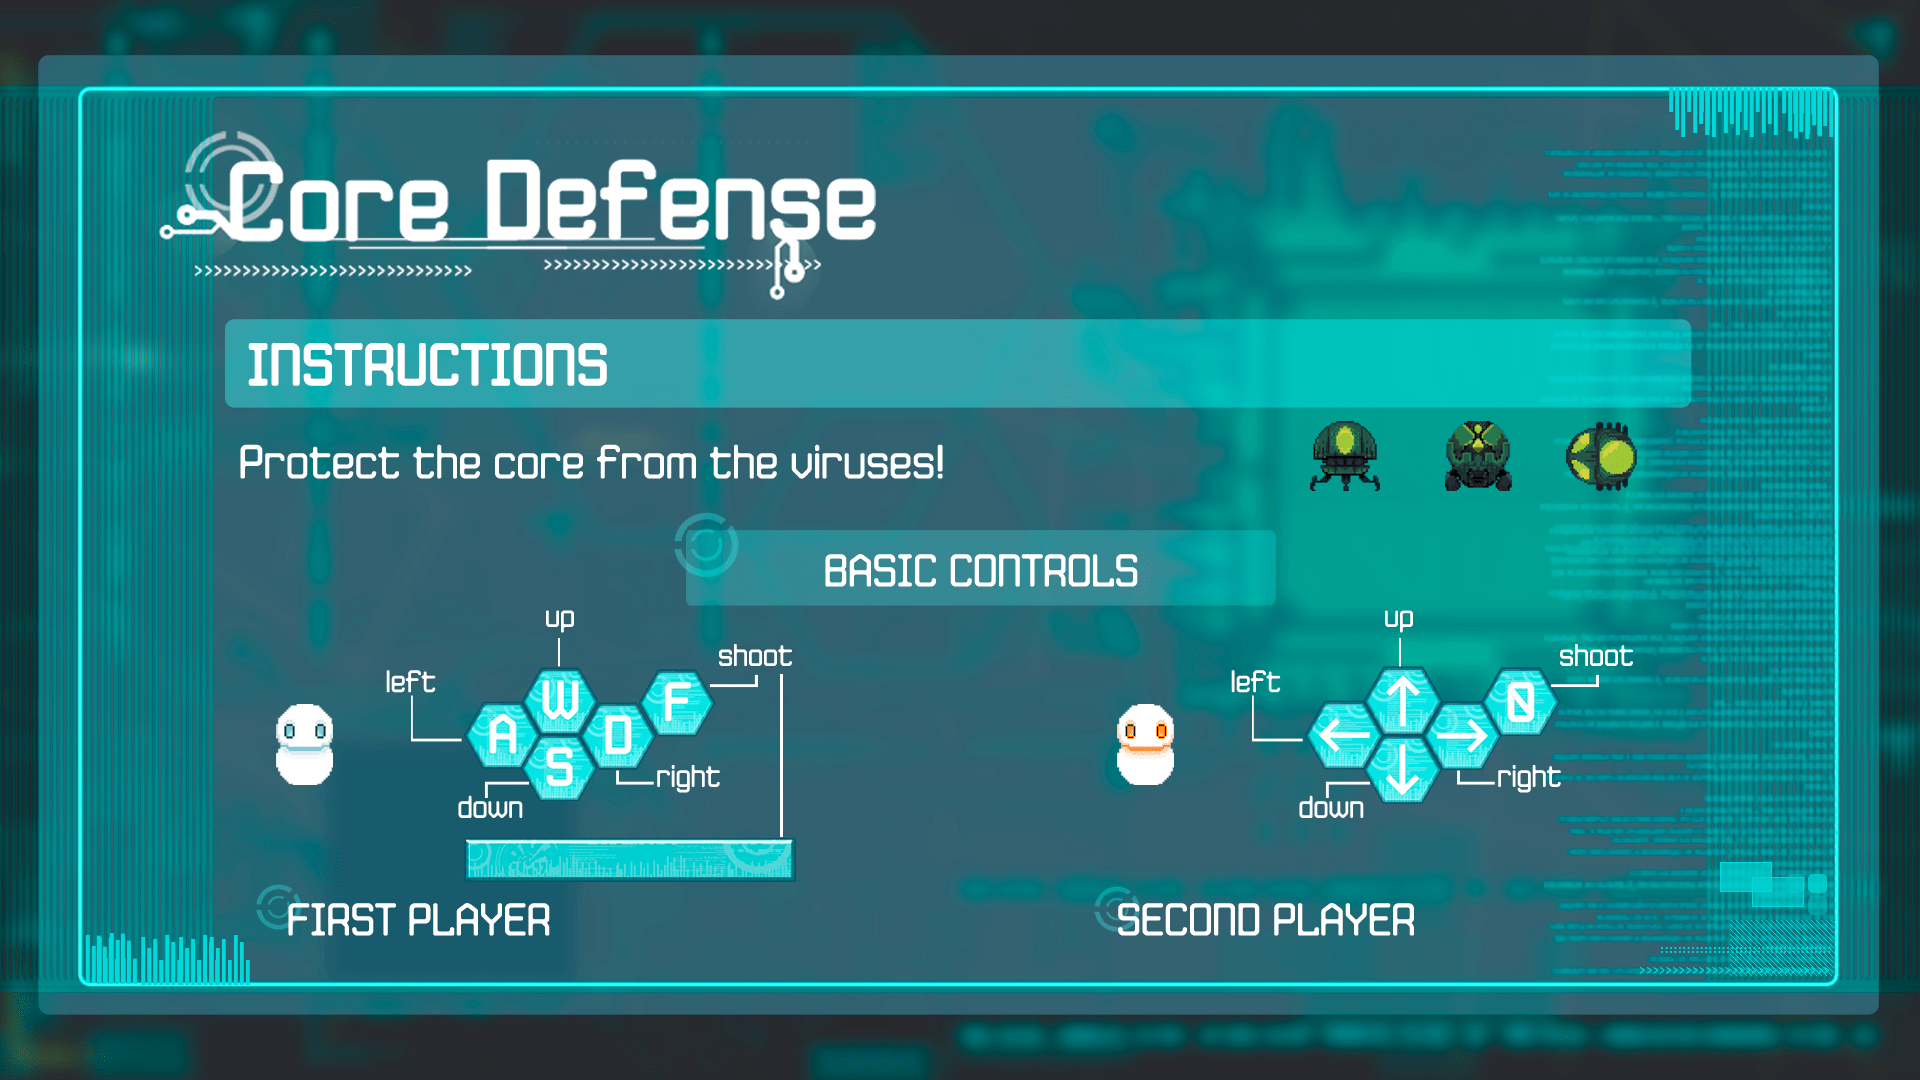 Core Defense
>>>>>>>>>>>>>>>>>>>>>>>>>>>>> >>>>>>>>>>>>>>>>>>>>>>>>>>>>>
INSTRUCTIONS
Protect the core from the viruses!
BASIC CONTROLS
up
shoot
left
W
F
A
D
S
right
down
FIRST PLAYER
up
shoot
left
↑
0
←
→
↓
right
down
SECOND PLAYER